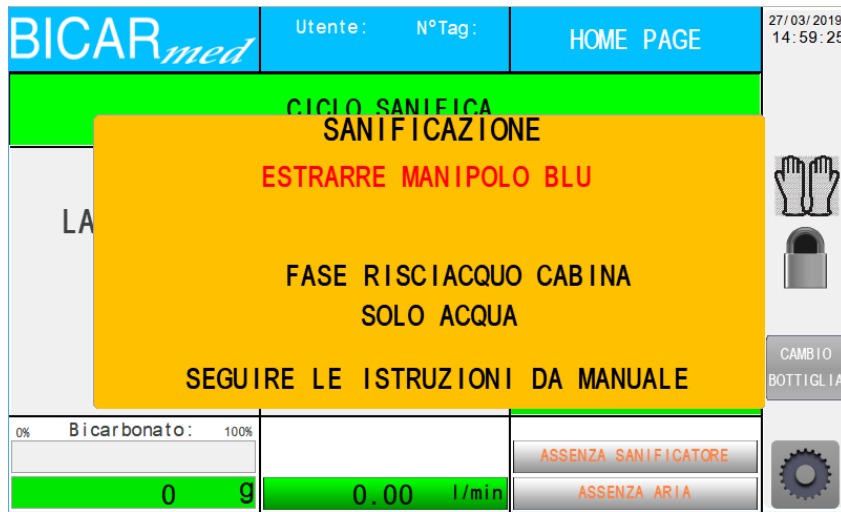 BICARmed
Utente: N°Tag:
HOME PAGE
27/03/2019
14:59:25
CICLO SANIFICA
SANIFICAZIONE
ESTRARRE MANIPOLO BLU
LA
FASE RISCIACQUO CABINA
SOLO ACQUA
SEGUIRE LE ISTRUZIONI DA MANUALE
CAMBIO
BOTTIGLIA
0% Bicarbonato: 100%
0 g
0.00 l/min
ASSENZA SANIFICATORE
ASSENZA ARIA